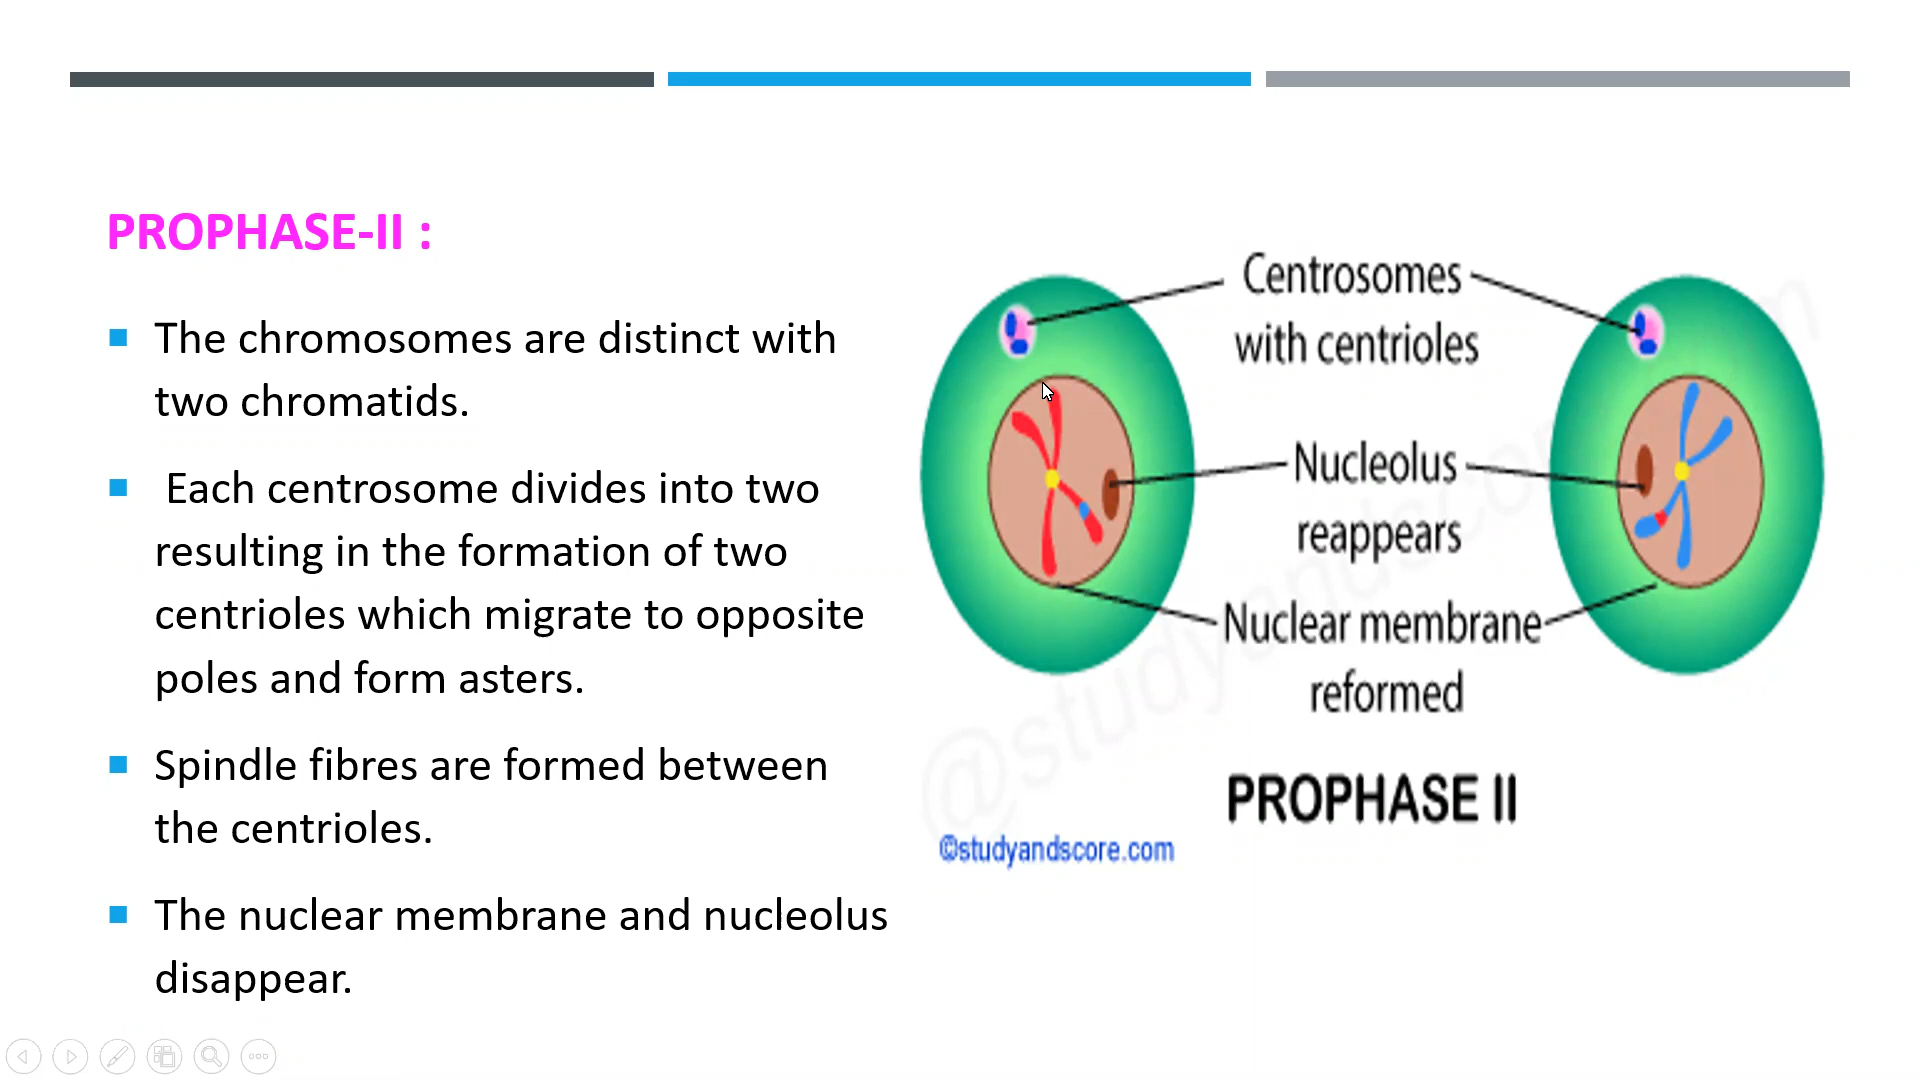 PROPHASE-II :
The chromosomes are distinct with
two chromatids.
Each centrosome divides into two
resulting in the formation of two
centrioles which migrate to opposite
poles and form asters.
Spindle fibres are formed between
the centrioles.
The nuclear membrane and nucleolus
disappear.
Centrosomes
with centrioles
Nucleolus
reappears
Nuclear membrane
reformed
PROPHASE II
©studyandscore.com
@studyandscore.com